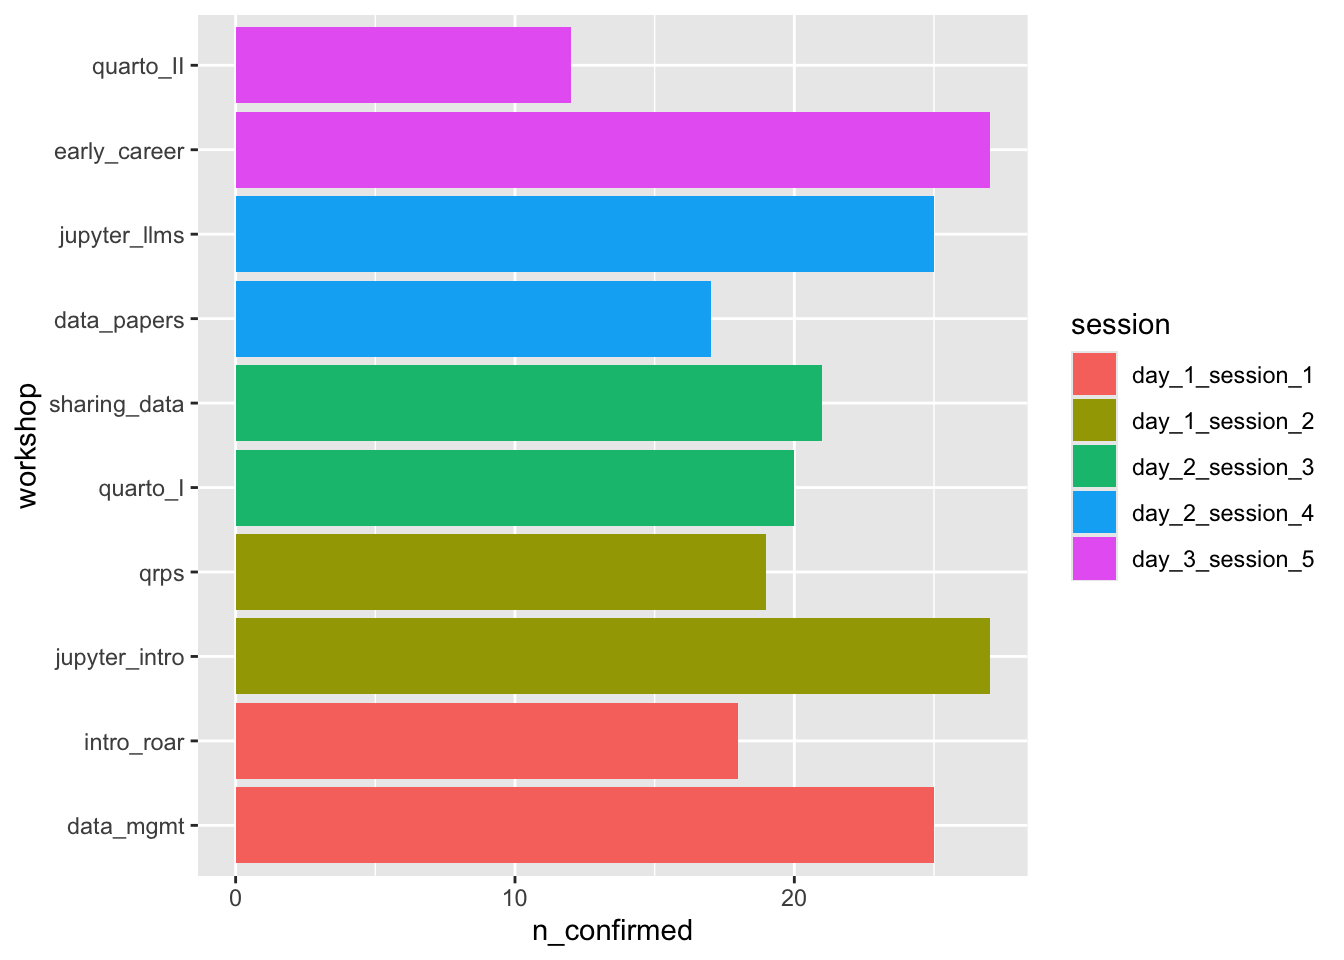 quarto_II
early_career
jupyter_llms
data_papers
sharing_data
quarto_I
qrps
jupyter_intro
intro_roar
data_mgmt
workshop
0
10
20
n_confirmed
session
day_1_session_1
day_1_session_2
day_2_session_3
day_2_session_4
day_3_session_5